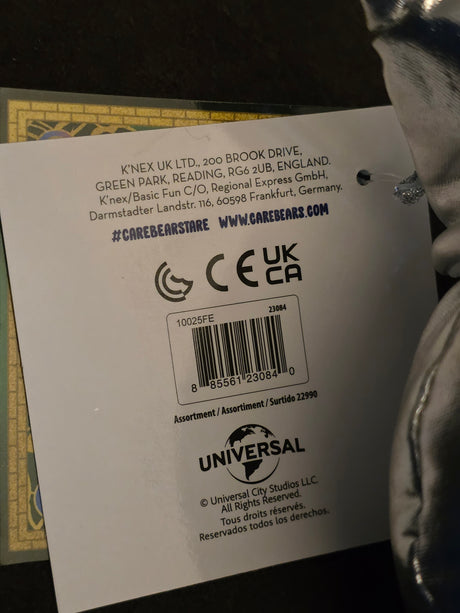 K'NEX UK LTD., 200 BROOK DRIVE,
GREEN PARK, READING, RG6 2UB, ENGLAND.
K'nex/Basic Fun C/O, Regional Express GmbH,
Darmstadter Landstr. 116, 60598 Frankfurt, Germany.
#CAREBEARSTARE WWW.CAREBEARS.COM
CE UK
CA
10025FE 23084
8 85561 23084 0
Assortment / Assortiment / Surtido 22990
UNIVERSAL
© Universal City Studios LLC.
All Rights Reserved.
Tous droits réservés.
Reservados todos los derechos.